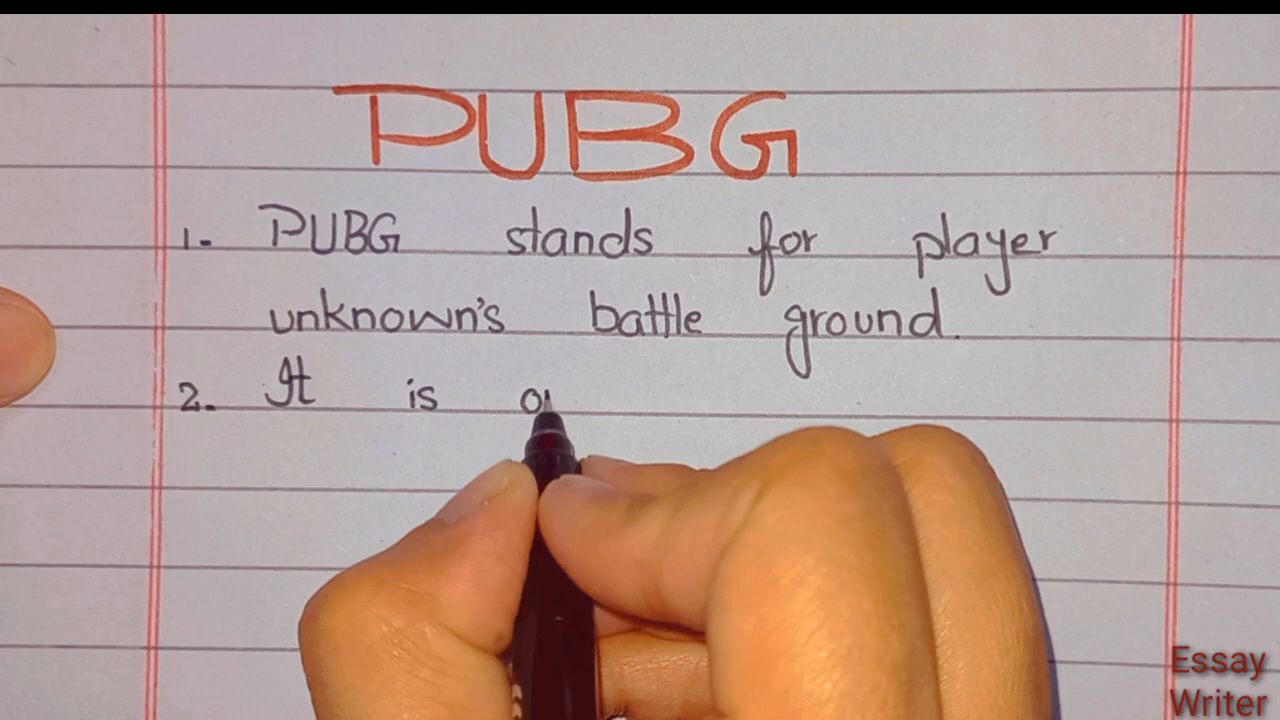 PUBG
1. PUBG stands for player
unknown's battle ground.
2. It is
Essay
Writer